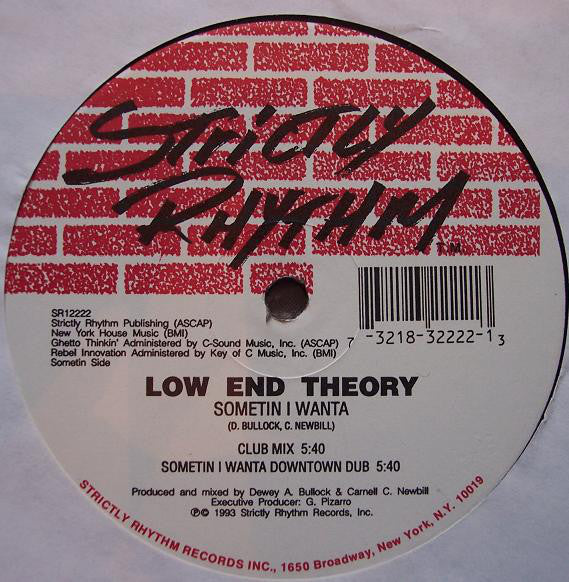 STRICTLY
RHYTHM T.M.
SR12222
Strictly Rhythm Publishing (ASCAP)
New York House Music (BMI)
Ghetto Thinkin' Administered by C-Sound Music, Inc. (ASCAP)
Rebel Innovation Administered by Key of C Music, Inc. (BMI)
Sometin Side
7 -3218-32222-1 3
LOW END THEORY
SOMETIN I WANTA
(D. BULLOCK, C. NEWBILL)
CLUB MIX 5:40
SOMETIN I WANTA DOWNTOWN DUB 5:40
Produced and mixed by Dewey A. Bullock & Carnell C. Newbill
Executive Producer: G. Pizarro
℗© 1993 Strictly Rhythm Records, Inc.
STRICTLY RHYTHM RECORDS INC., 1650 Broadway, New York, N.Y. 10019